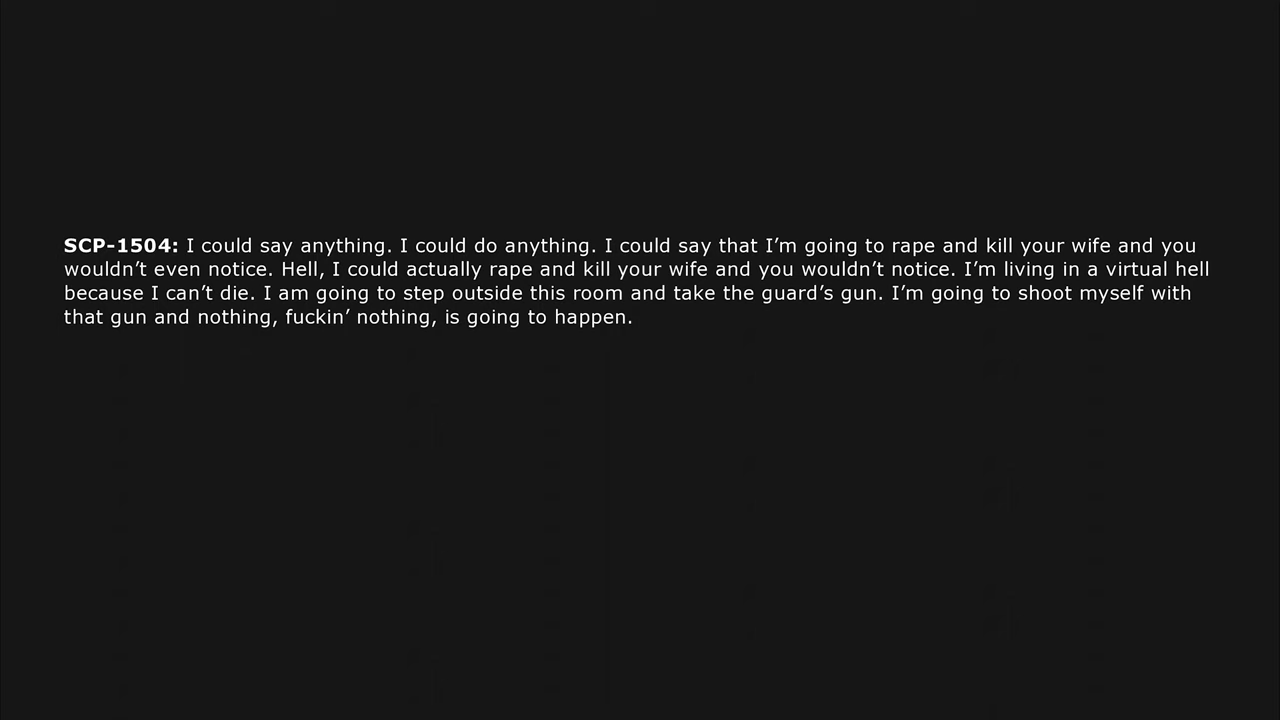 SCP-1504: I could say anything. I could do anything. I could say that I’m going to rape and kill your wife and you
wouldn’t even notice. Hell, I could actually rape and kill your wife and you wouldn’t notice. I’m living in a virtual hell
because I can’t die. I am going to step outside this room and take the guard’s gun. I’m going to shoot myself with
that gun and nothing, fuckin’ nothing, is going to happen.